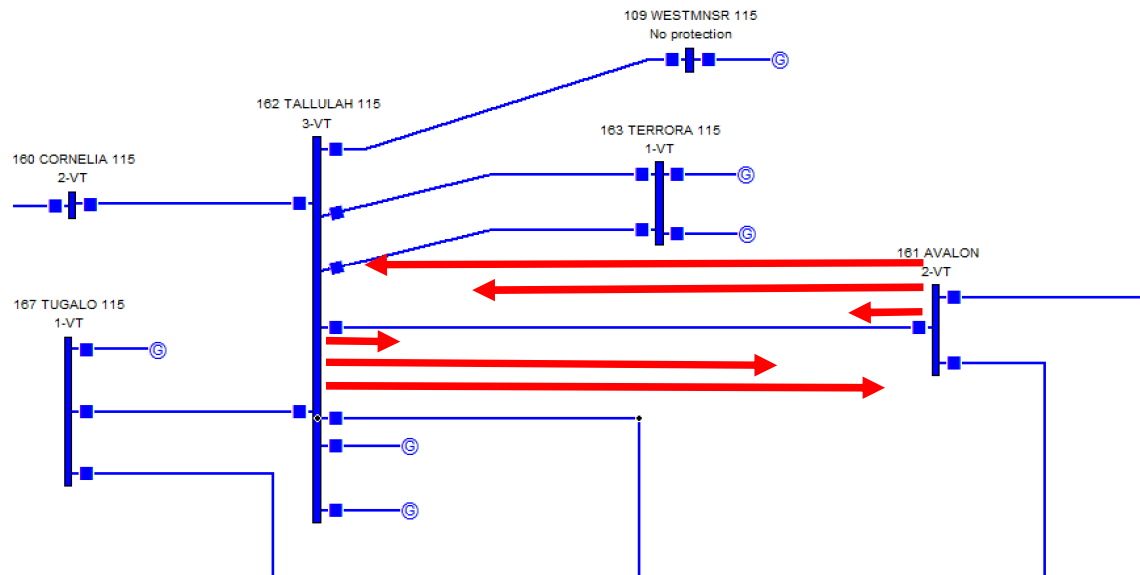 109 WESTMNSR 115
No protection
G
162 TALLULAH 115
3-VT
163 TERRORA 115
1-VT
G
G
160 CORNELIA 115
2-VT
161 AVALON
2-VT
167 TUGALO 115
1-VT
G
G
G